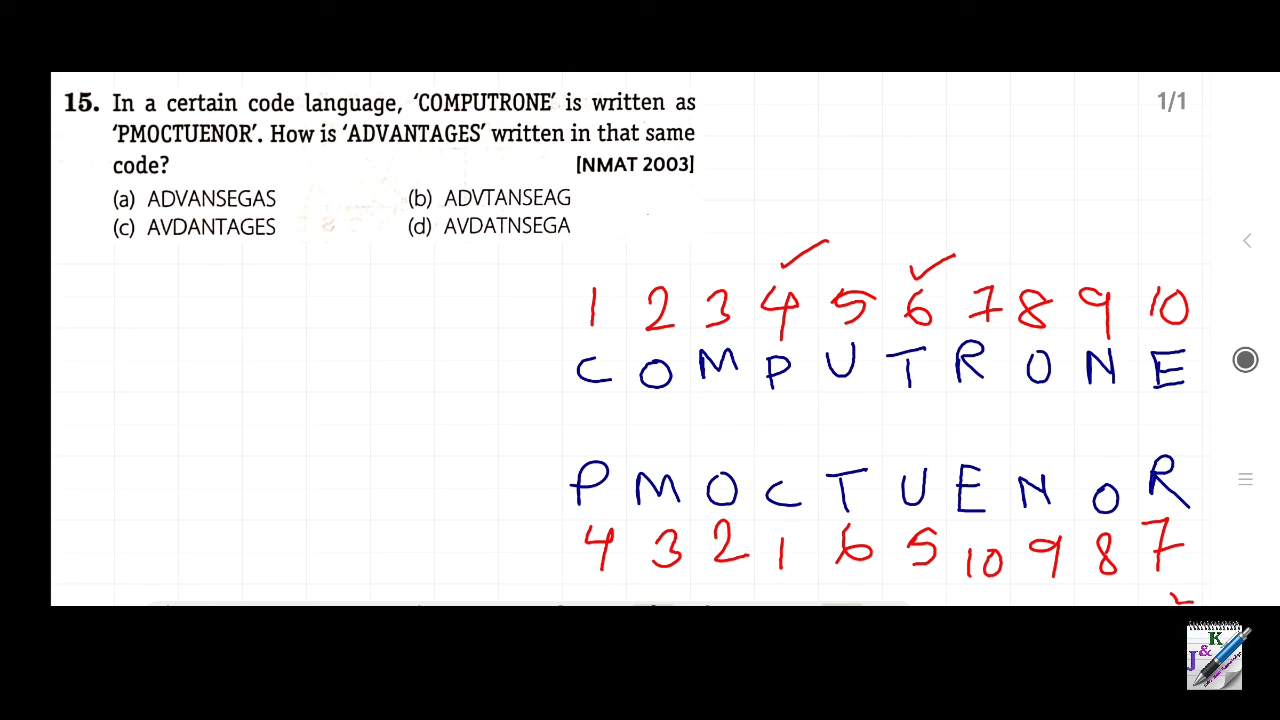 15. In a certain code language, ‘COMPUTRONE’ is written as
‘PMOCTUENOR’. How is ‘ADVANTAGES’ written in that same
code? [NMAT 2003]
(a) ADVANSEGAS (b) ADVTANSEAG
(c) AVDANTAGES (d) AVDATNSEGA
1/1
1 2 3 4 5 6 7 8 9 10
C O M P U T R O N E
P M O C T U E N O R
4 3 2 1 6 5 10 9 8 7
J & K